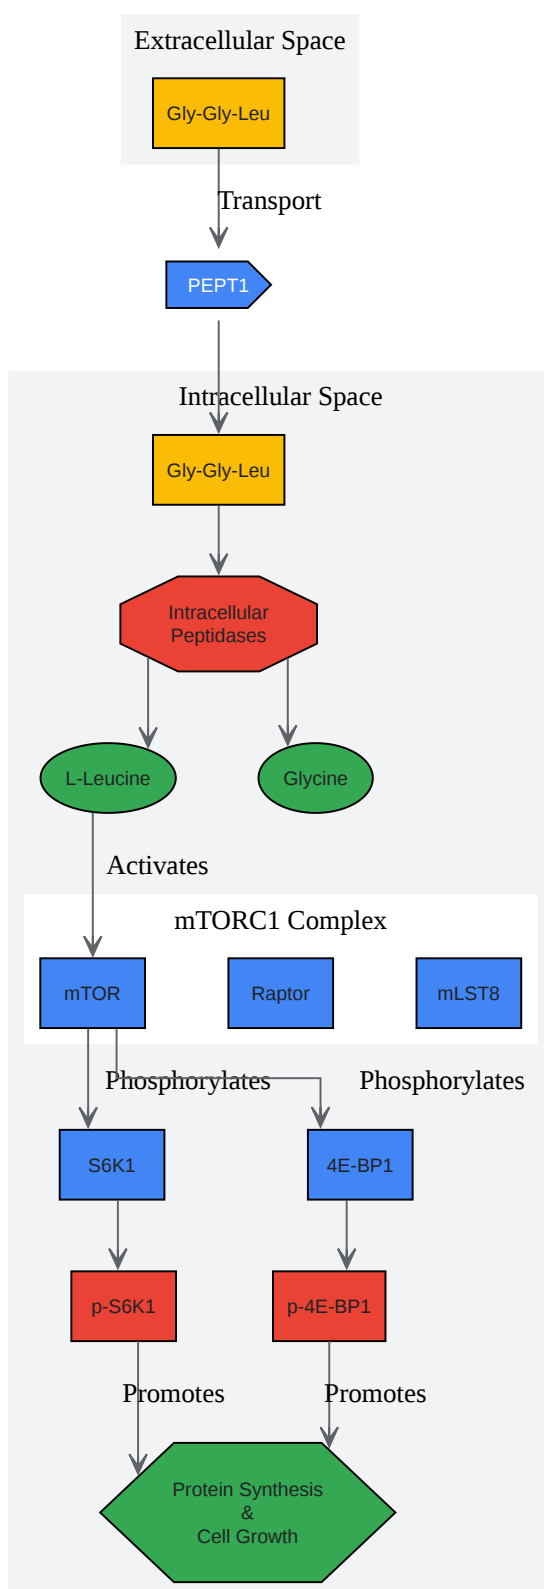 Extracellular Space
Gly-Gly-Leu
Transport
PEPT1
Intracellular Space
Gly-Gly-Leu
Intracellular
Peptidases
L-Leucine
Glycine
Activates
mTORC1 Complex
mTOR
Raptor
mLST8
Phosphorylates
Phosphorylates
S6K1
4E-BP1
p-S6K1
p-4E-BP1
Promotes
Promotes
Protein Synthesis
&
Cell Growth